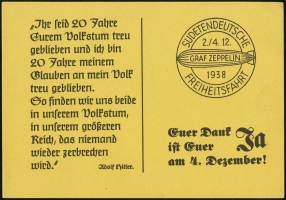 „Ihr seid 20 Jahre
Eurem Volkstum treu
geblieben und ich bin
20 Jahre meinem
Glauben an mein Volk
treu geblieben.
So finden wir uns beide
in unserem Volkstum,
in unserem größeren
Reich, das niemand
wieder zerbrechen
wird.“
Adolf Hitler.
SUDETENDEUTSCHE
2./4. 12.
GRAF ZEPPELIN
1938
FREIHEITSFAHRT
Euer Dank
ist Euer Ja
am 4. Dezember!